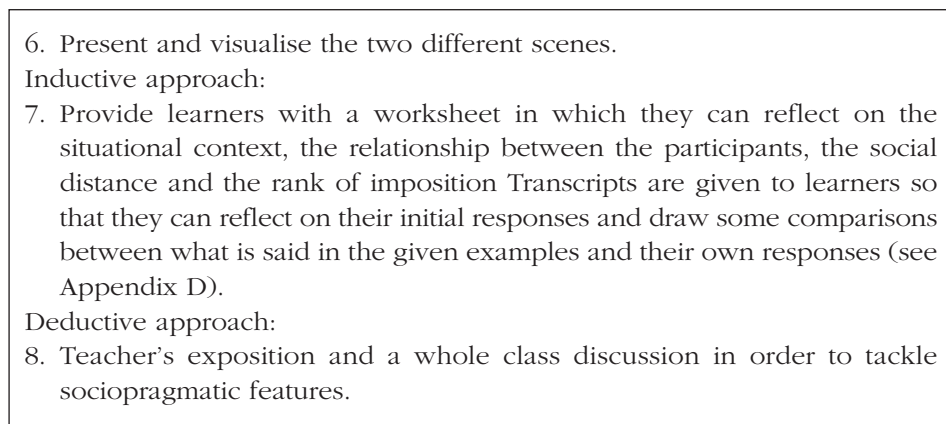 6. Present and visualise the two different scenes.
Inductive approach:
7. Provide learners with a worksheet in which they can reflect on the
situational context, the relationship between the participants, the social
distance and the rank of imposition Transcripts are given to learners so
that they can reflect on their initial responses and draw some comparisons
between what is said in the given examples and their own responses (see
Appendix D).
Deductive approach:
8. Teacher’s exposition and a whole class discussion in order to tackle
sociopragmatic features.